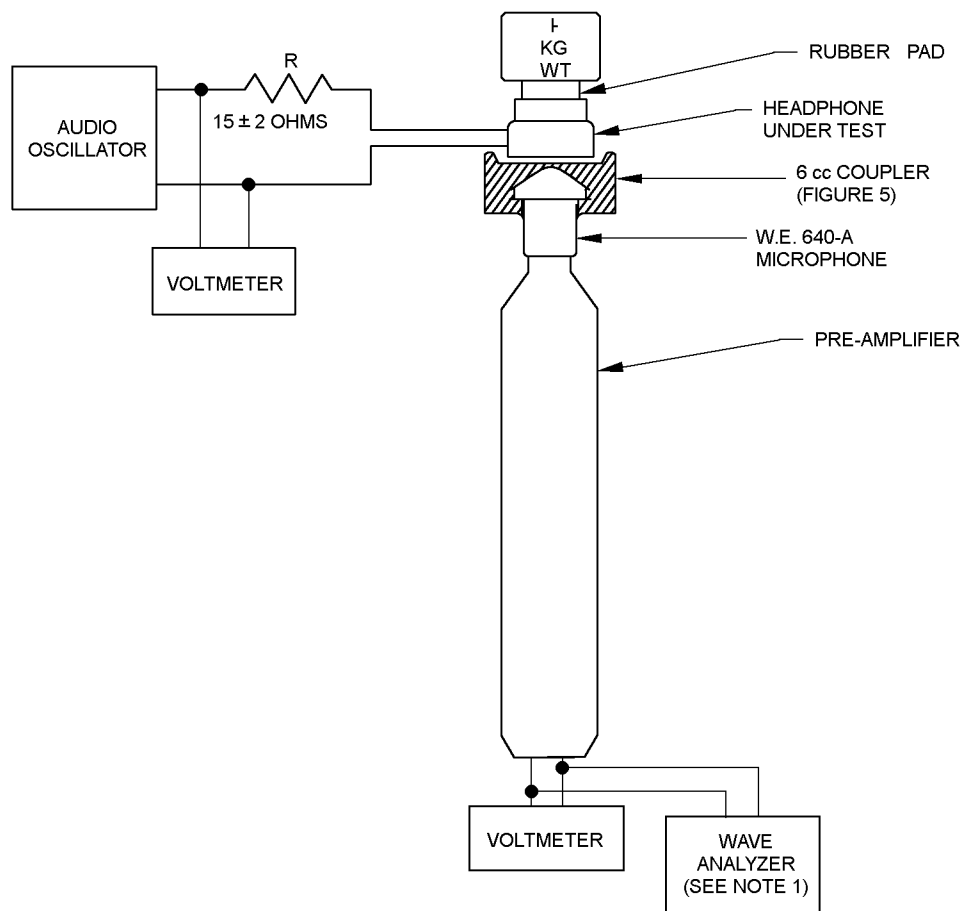 KG
WT
RUBBER PAD
R
15 ± 2 OHMS
AUDIO
OSCILLATOR
HEADPHONE
UNDER TEST
6 cc COUPLER
(FIGURE 5)
W.E. 640-A
MICROPHONE
VOLTMETER
PRE-AMPLIFIER
VOLTMETER
WAVE
ANALYZER
(SEE NOTE 1)